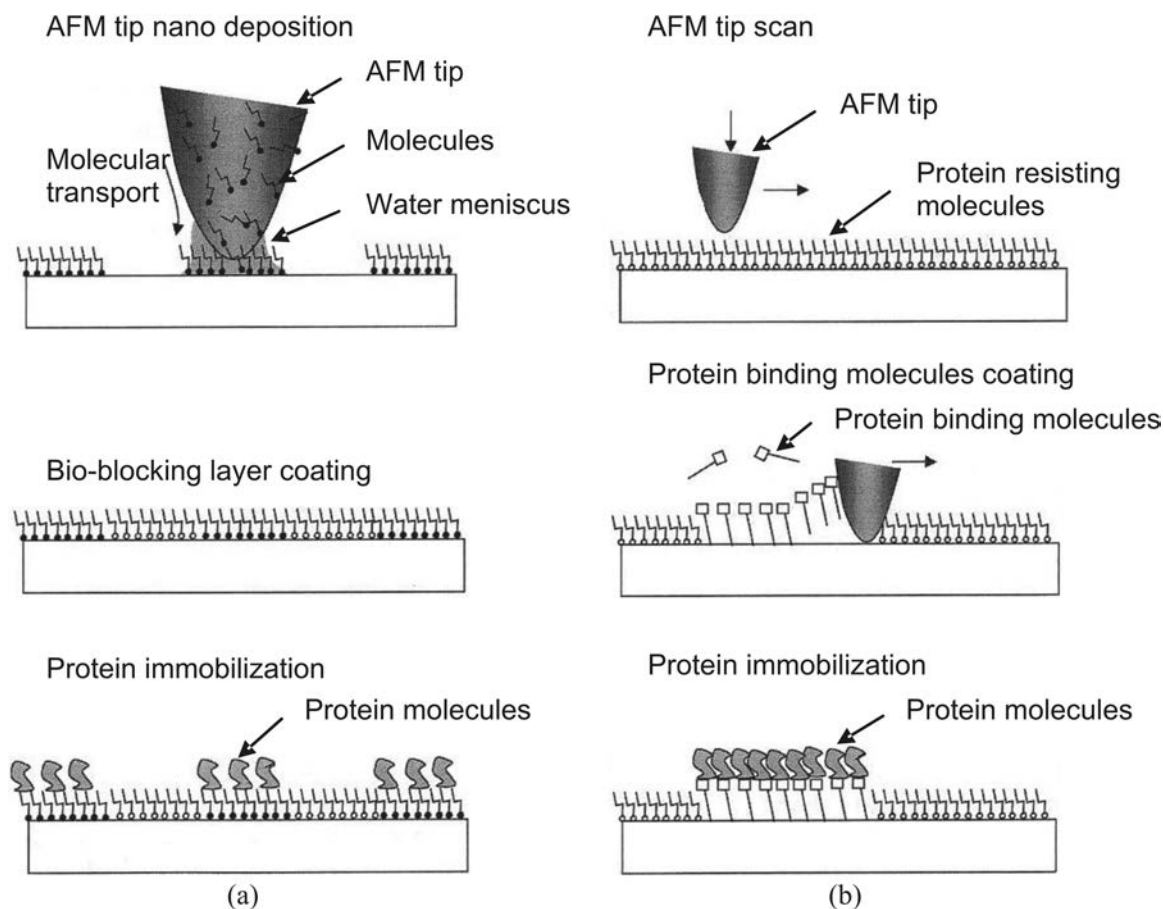 AFM tip nano deposition
AFM tip
Molecules
Molecular
transport
Water meniscus
Bio-blocking layer coating
Protein immobilization
Protein molecules
(a)
AFM tip scan
AFM tip
Protein resisting
molecules
Protein binding molecules coating
Protein binding molecules
Protein immobilization
Protein molecules
(b)